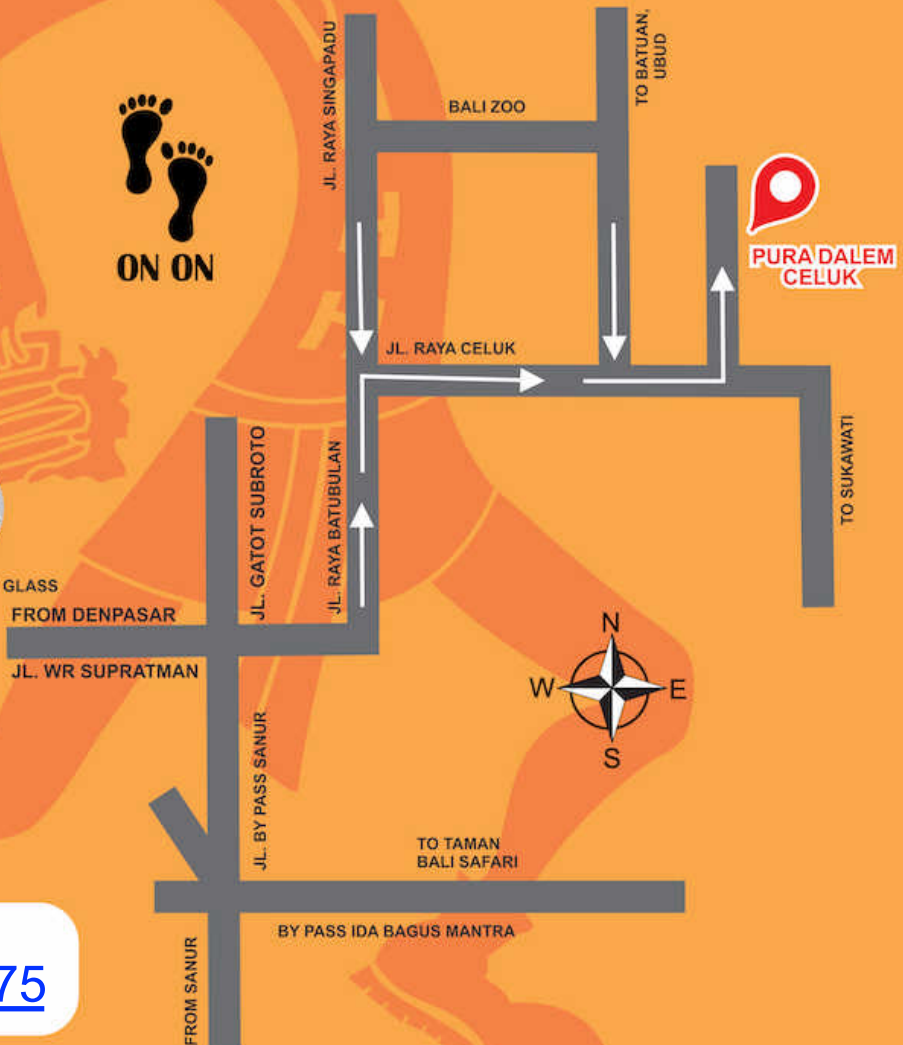 JL. RAYA SINGAPADU
TO BATUAN,
UBUD
BALI ZOO
ON ON
H
H
PURA DALEM
CELUK
JL. RAYA CELUK
JL. GATOT SUBROTO
JL. RAYA BATUBULAN
TO SUKAWATI
GLASS
FROM DENPASAR
JL. WR SUPRATMAN
N
W
E
S
JL. BY PASS SANUR
TO TAMAN
BALI SAFARI
BY PASS IDA BAGUS MANTRA
FROM SANUR
75